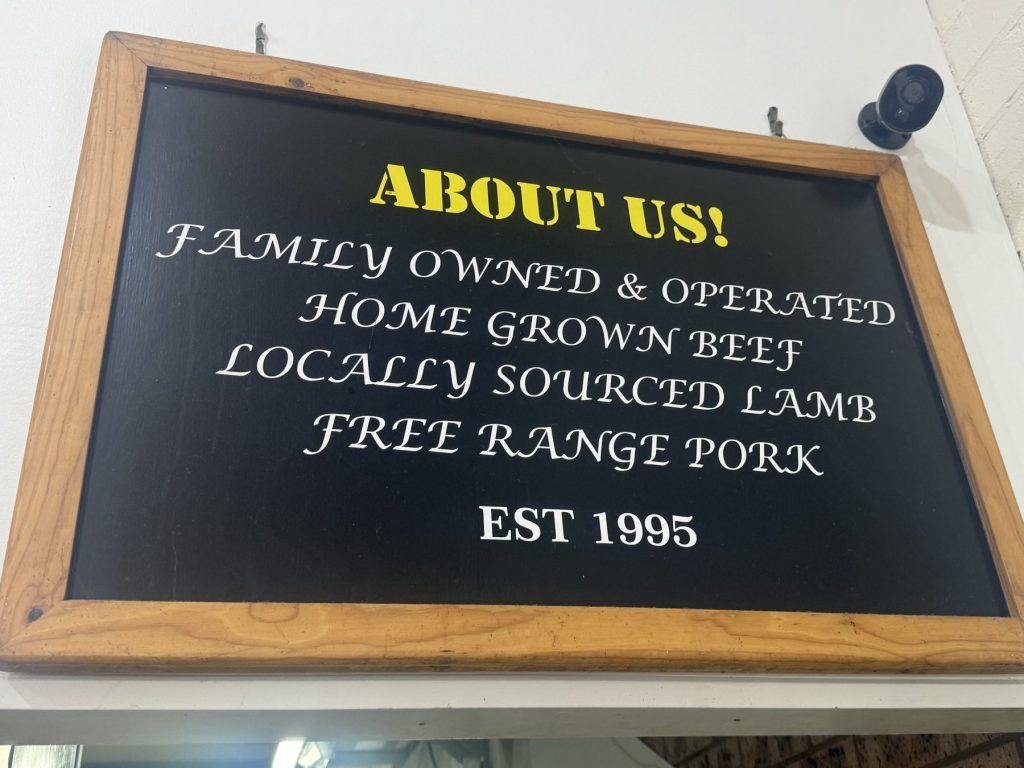 ABOUT US!
FAMILY OWNED & OPERATED
HOME GROWN BEEF
LOCALLY SOURCED LAMB
FREE RANGE PORK
EST 1995